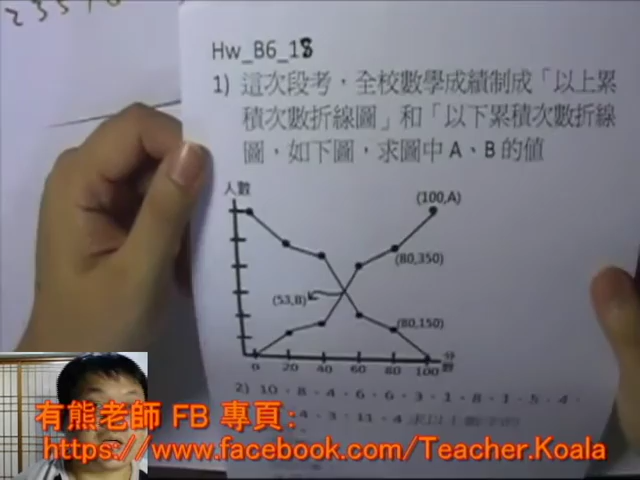 Hw_B6_18
1) 這次段考，全校數學成績制成「以上累
積次數折線圖」和「以下累積次數折線
圖，如下圖，求圖中 A、B 的值
人數
(100,A)
(80,350)
(53,B)
(80,150)
0 20 40 60 80 100 分
2) 10、8、4、6、6、3、1、8、1、5、4、
4、3、11、4
有熊老師 FB 專頁:
https://www.facebook.com/Teacher.Koala